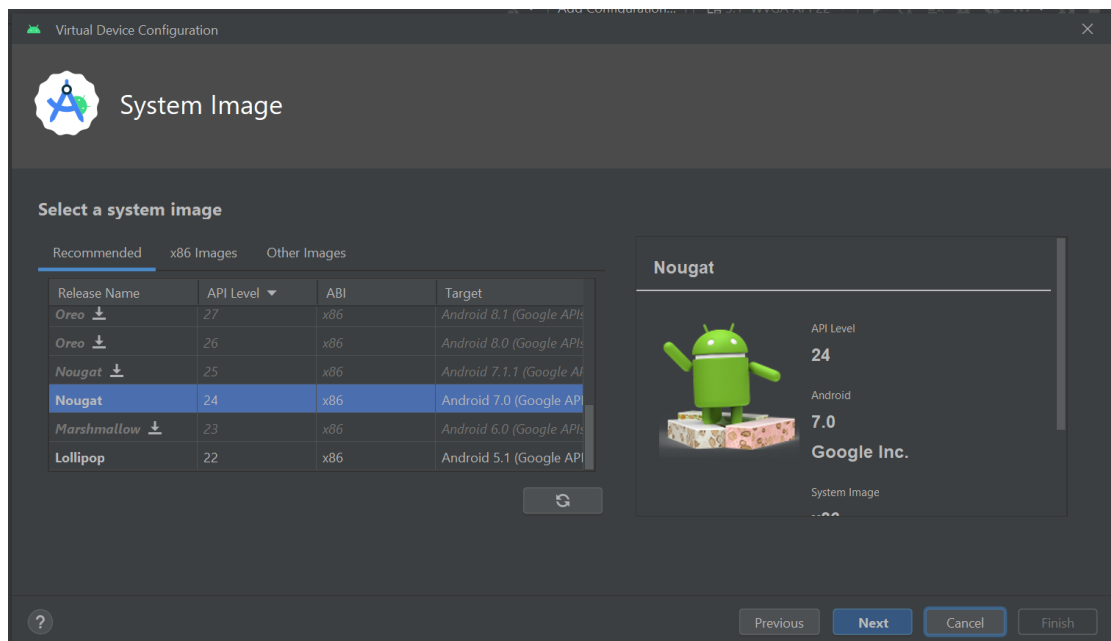 Virtual Device Configuration
System Image
Select a system image
Recommended x86 Images Other Images
Release Name API Level ABI Target
Oreo 27 x86 Android 8.1 (Google APIs
Oreo 26 x86 Android 8.0 (Google APIs
Nougat 25 x86 Android 7.1.1 (Google AP
Nougat 24 x86 Android 7.0 (Google API
Marshmallow 23 x86 Android 6.0 (Google APIs
Lollipop 22 x86 Android 5.1 (Google API
Nougat
API Level
24
Android
7.0
Google Inc.
System Image
? Previous Next Cancel Finish